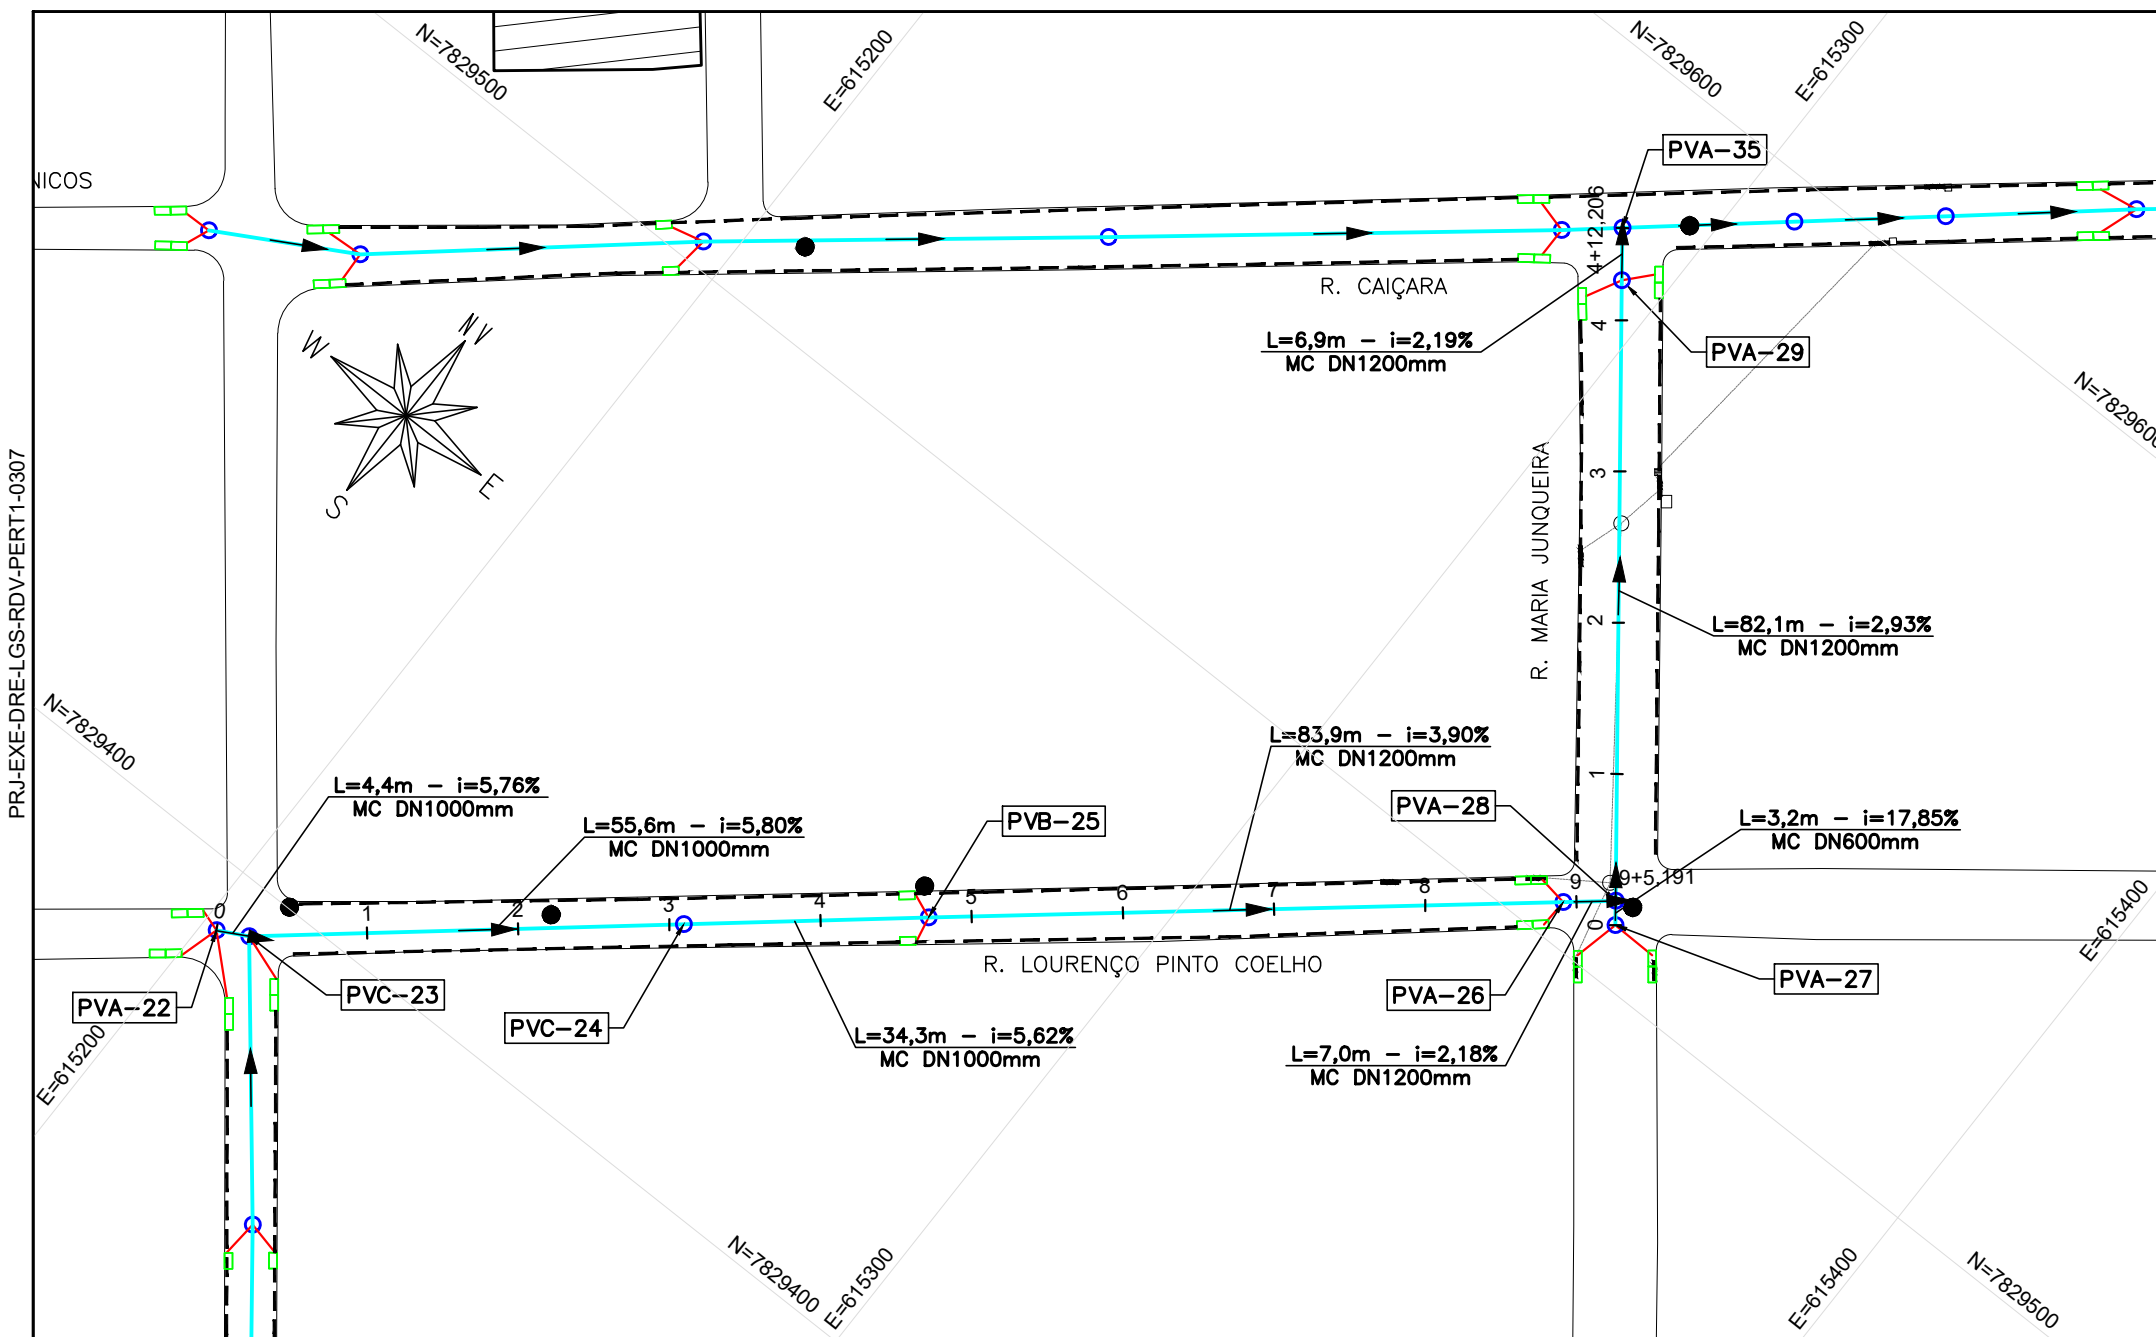 N=7829500
E=615200
N=7829600
E=615300
PVA-35
NICOS
4+12,206
R. CAIÇARA
L=6,9m - i=2,19%
MC DN1200mm
PVA-29
W
S
E
N=7829600
4
3
2
1
0
R. MARIA JUNQUEIRA
PRJ-EXE-DRE-LGS-RDV-PERT1-0307
L=82,1m - i=2,93%
MC DN1200mm
N=7829400
L=83,9m - i=3,90%
MC DN1200mm
L=4,4m - i=5,76%
MC DN1000mm
L=55,6m - i=5,80%
MC DN1000mm
PVB-25
PVA-28
L=3,2m - i=17,85%
MC DN600mm
0 1 2 3 4 5 6 7 8 9
9+5,191
E=615400
R. LOURENÇO PINTO COELHO
PVA-22
PVC-23
PVC-24
PVA-26
PVA-27
L=34,3m - i=5,62%
MC DN1000mm
L=7,0m - i=2,18%
MC DN1200mm
E=615200
N=7829400
E=615300
E=615400
N=7829500